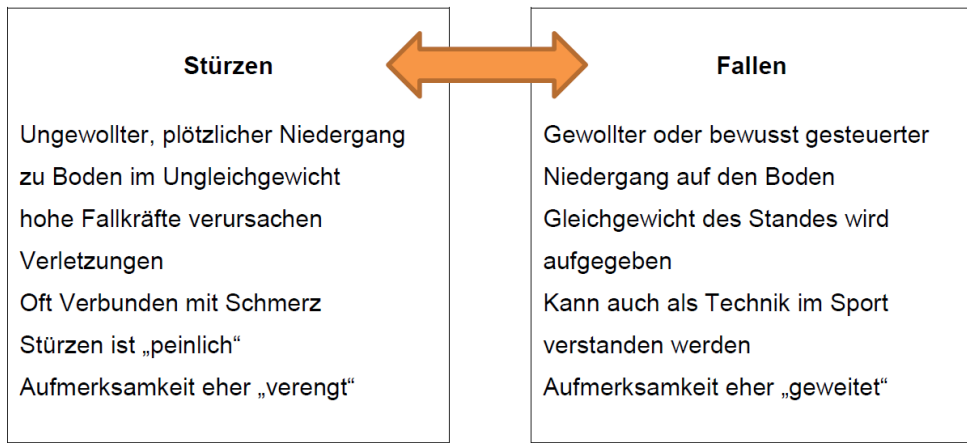 Stürzen
Ungewollter, plötzlicher Niedergang
zu Boden im Ungleichgewicht
hohe Fallkräfte verursachen
Verletzungen
Oft Verbunden mit Schmerz
Stürzen ist „peinlich“
Aufmerksamkeit eher „verengt“
Fallen
Gewollter oder bewusst gesteuerter
Niedergang auf den Boden
Gleichgewicht des Standes wird
aufgegeben
Kann auch als Technik im Sport
verstanden werden
Aufmerksamkeit eher „geweitet“